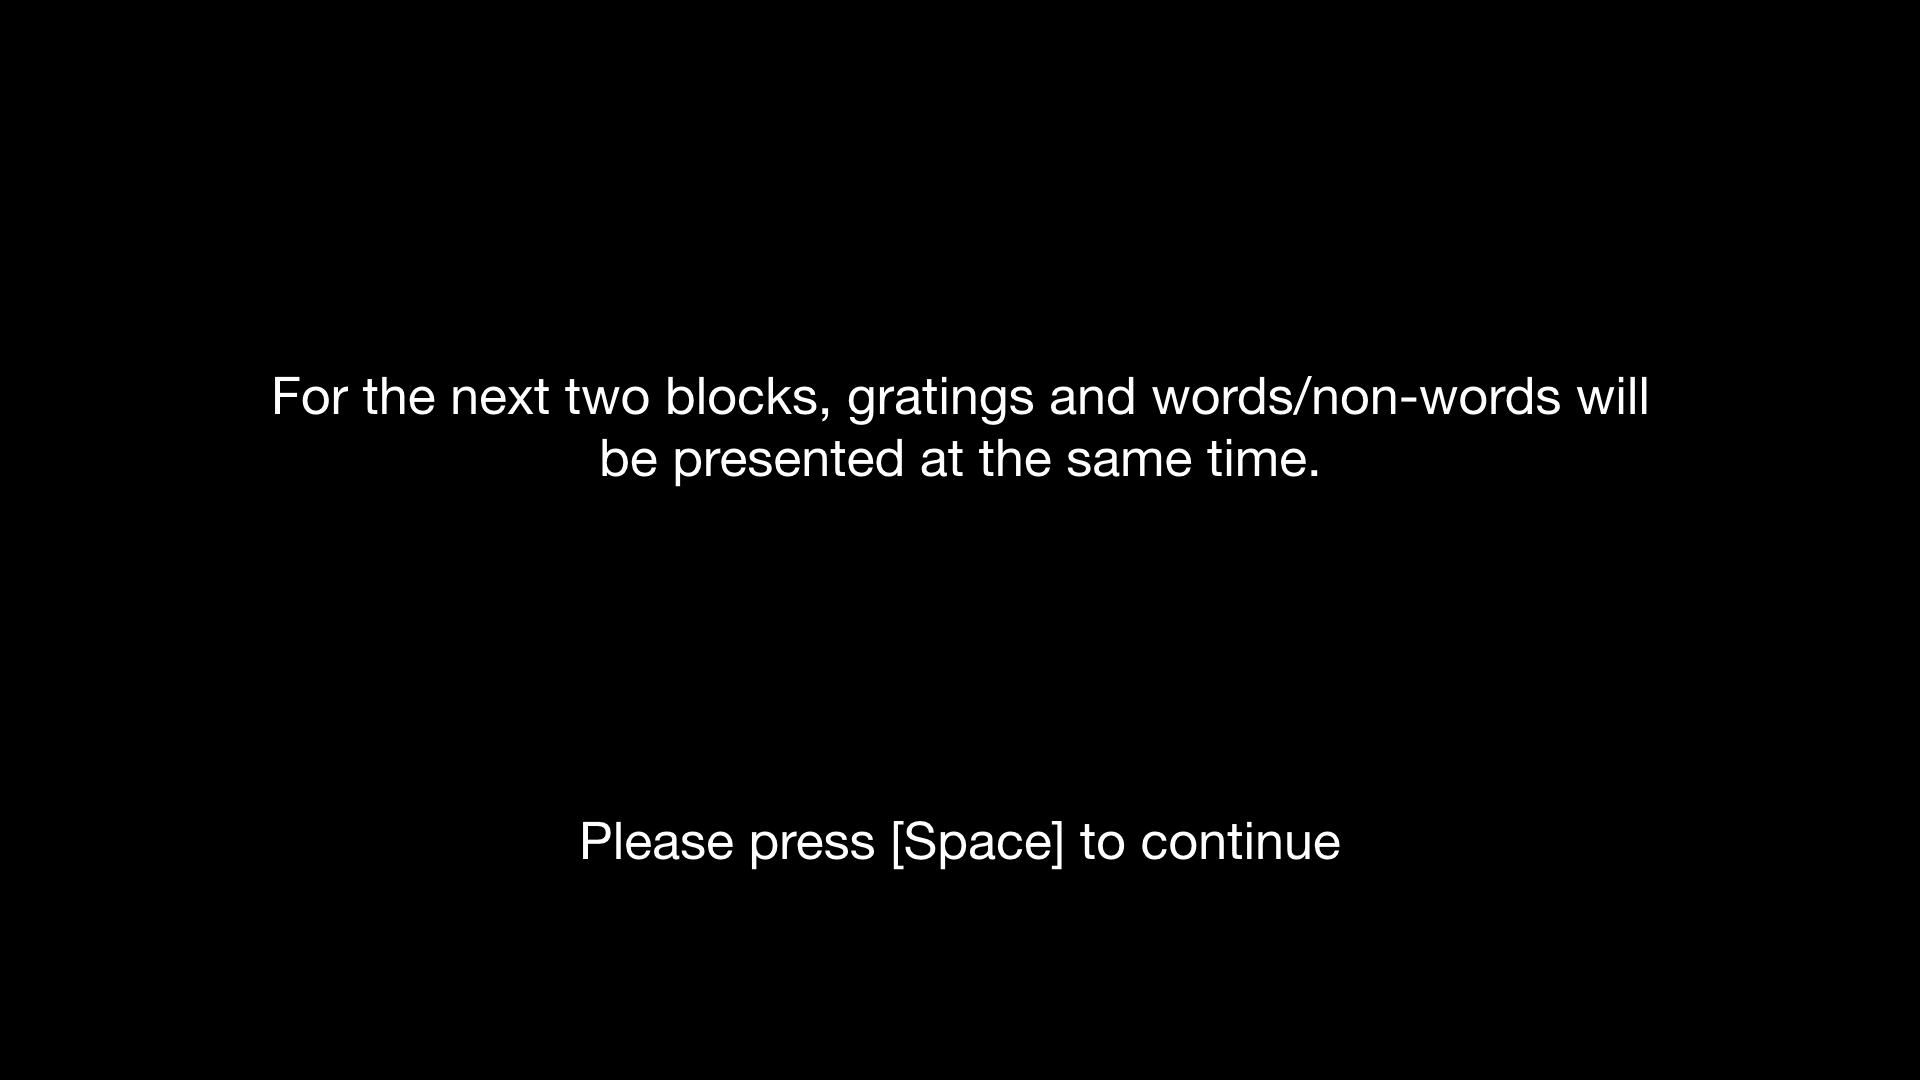 For the next two blocks, gratings and words/non-words will
be presented at the same time.
Please press [Space] to continue